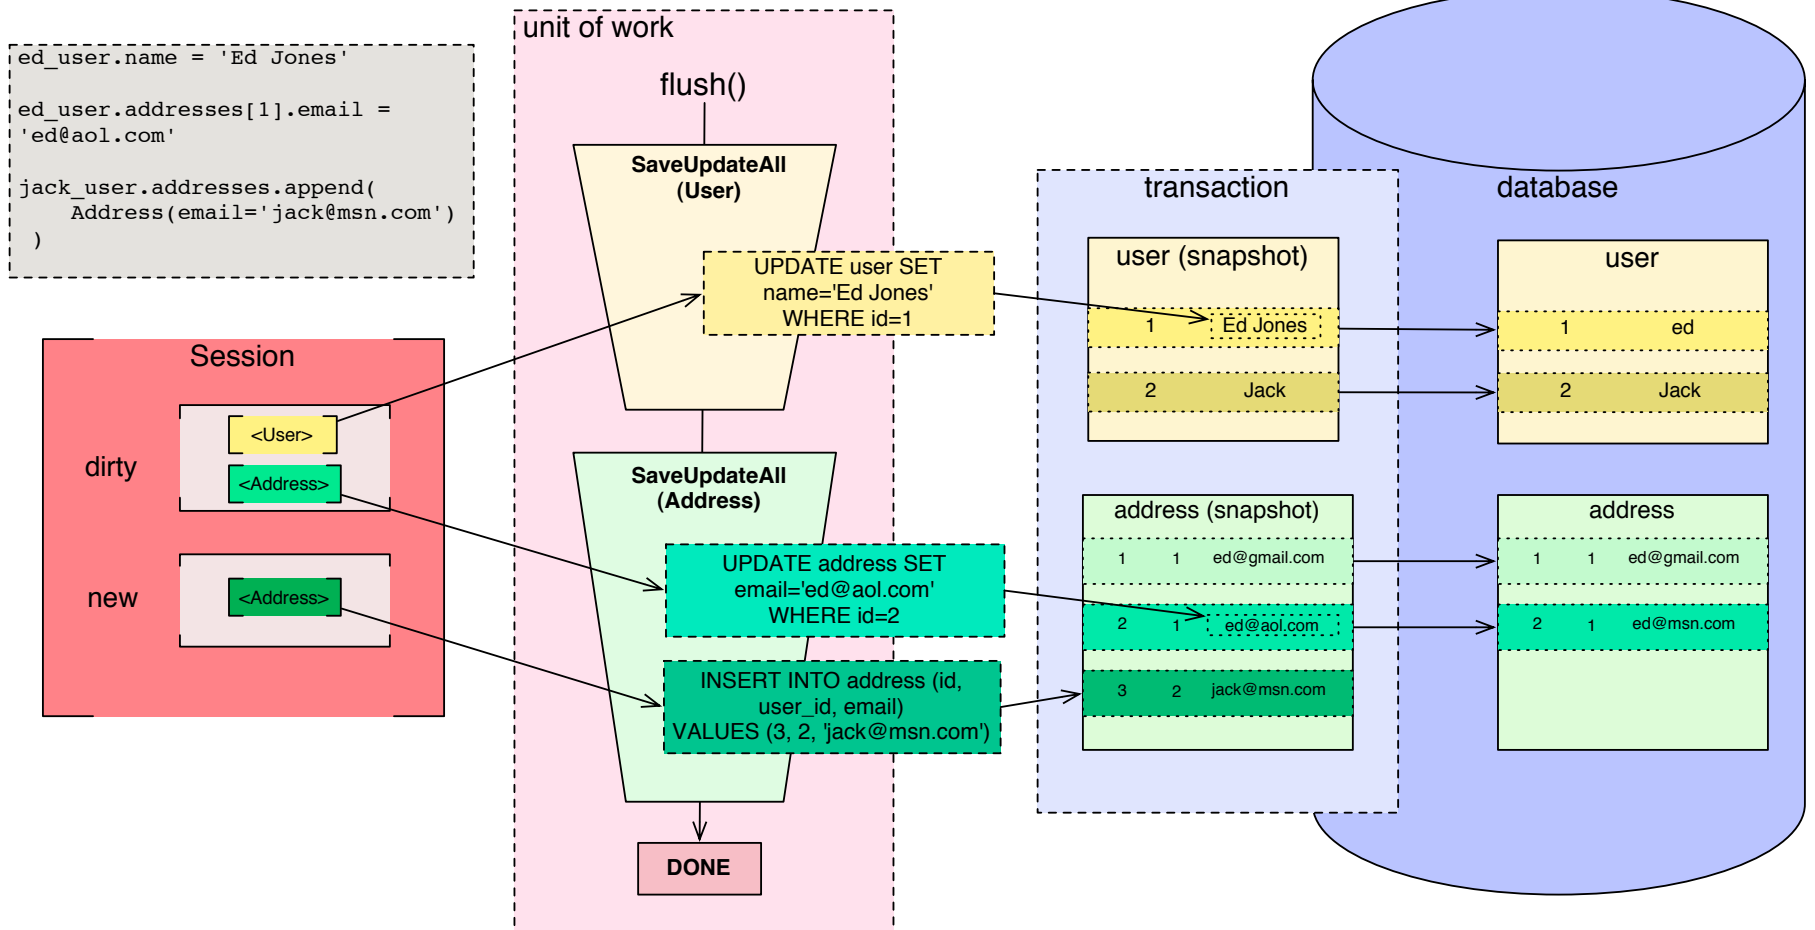 ed_user.name = 'Ed Jones'
ed_user.addresses[1].email =
'ed@aol.com'
jack_user.addresses.append(
    Address(email='jack@msn.com')
 )
Session
dirty
<User>
<Address>
new
<Address>
unit of work
flush()
SaveUpdateAll
(User)
UPDATE user SET
name='Ed Jones'
WHERE id=1
SaveUpdateAll
(Address)
UPDATE address SET
email='ed@aol.com'
WHERE id=2
INSERT INTO address (id,
user_id, email)
VALUES (3, 2, 'jack@msn.com')
DONE
transaction
user (snapshot)
1 Ed Jones
2 Jack
address (snapshot)
1 1 ed@gmail.com
2 1 ed@aol.com
3 2 jack@msn.com
database
user
1 ed
2 Jack
address
1 1 ed@gmail.com
2 1 ed@msn.com